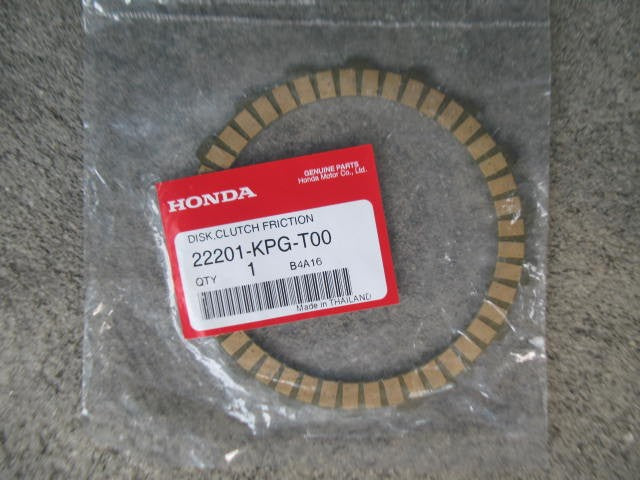 GENUINE PARTS
Honda Motor Co., Ltd.
HONDA
DISK,CLUTCH FRICTION
22201-KPG-T00
QTY 1 B4A16
Made in THAILAND